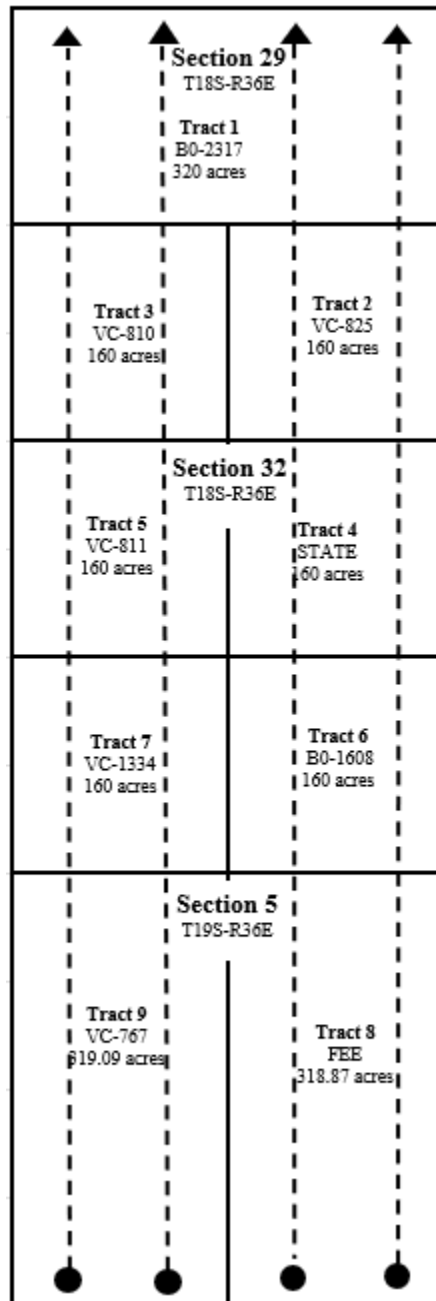 Section 29
T18S-R36E
Tract 1
B0-2317
320 acres
Tract 3
VC-810
160 acres
Tract 2
VC-825
160 acres
Section 32
T18S-R36E
Tract 5
VC-811
160 acres
Tract 4
STATE
160 acres
Tract 7
VC-1334
160 acres
Tract 6
B0-1608
160 acres
Section 5
T19S-R36E
Tract 9
VC-767
319.09 acres
Tract 8
FEE
318.87 acres